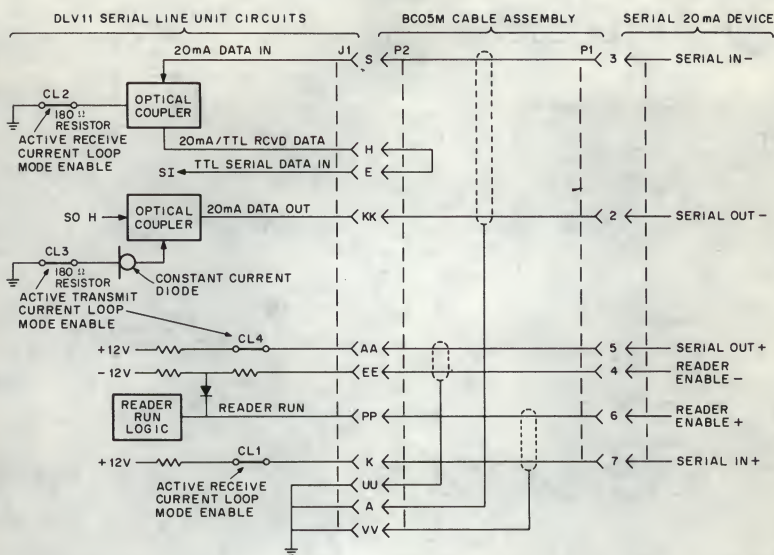 DLV11 SERIAL LINE UNIT CIRCUITS
BC05M CABLE ASSEMBLY
SERIAL 20mA DEVICE
20mA DATA IN
J1
S
P2
P1
3
SERIAL IN-
CL2
180 Ω
RESISTOR
ACTIVE RECEIVE
CURRENT LOOP
MODE ENABLE
OPTICAL
COUPLER
20mA/TTL RCVD DATA
H
SI
TTL SERIAL DATA IN
E
SO H
OPTICAL
COUPLER
20mA DATA OUT
KK
2
SERIAL OUT-
CL3
180 Ω
RESISTOR
CONSTANT CURRENT
DIODE
ACTIVE TRANSMIT
CURRENT LOOP
MODE ENABLE
CL4
+12V
AA
5
SERIAL OUT+
-12V
EE
4
READER
ENABLE-
READER
RUN
LOGIC
READER RUN
PP
6
READER
ENABLE+
+12V
CL1
K
7
SERIAL IN+
ACTIVE RECEIVE
CURRENT LOOP
MODE ENABLE
UU
A
VV